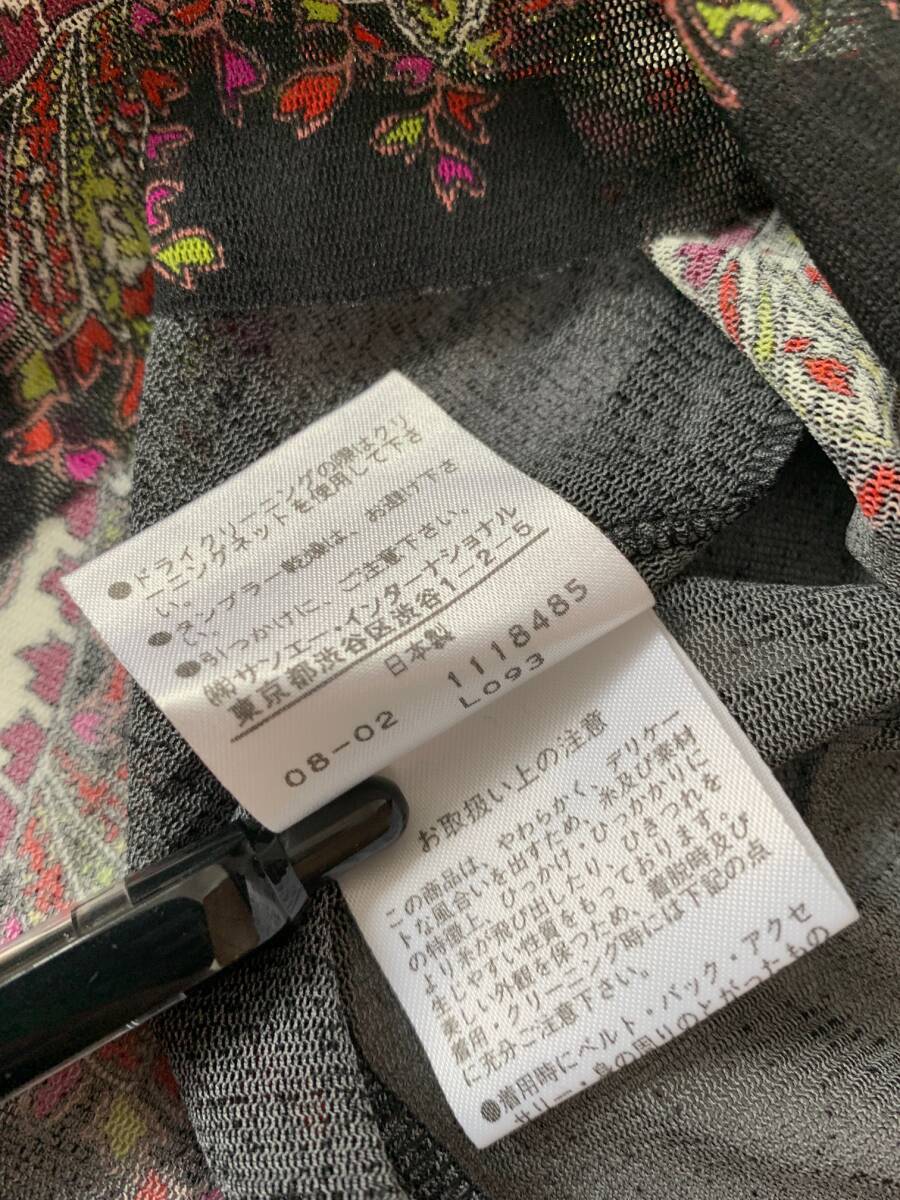 ●ドライクリーニングの際はクリ
ーニングネットを使用して下さ
い。
●タンブラー乾燥は、お避け下さ
い。
●引つかけに、ご注意下さい。
㈱サンエー・インターナショナル
東京都渋谷区渋谷1-2-5
日本製
08-02 1118485
L093
お取扱い上の注意
この商品は、やわらかく、デリケー
トな風合いを出すため、糸及び素材
の特徴上、ひっかけ・ひっかかりに
より糸が飛び出したり、ひきつれを
生じやすい性質をもっております。
美しい外観を保つため、着脱時及び
着用・クリーニング時には下記の点
に充分ご注意下さい。
●着用時にベルト・バック・アクセ
サリー・身の周りのとがったもの